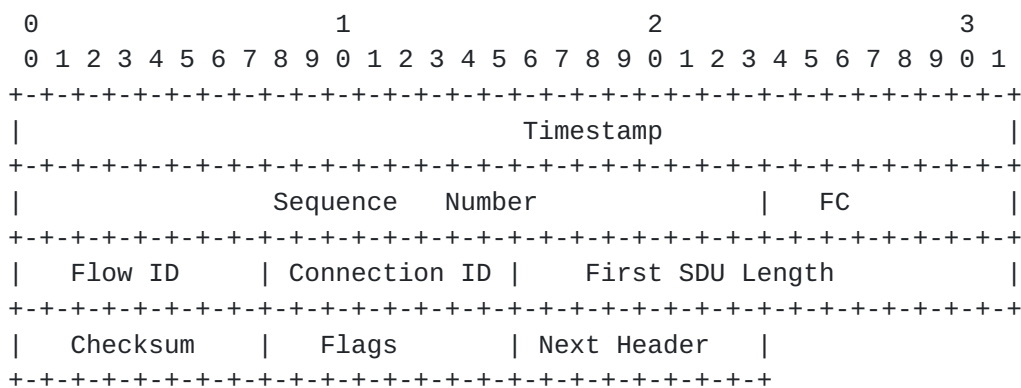 0                   1                   2                   3
 0 1 2 3 4 5 6 7 8 9 0 1 2 3 4 5 6 7 8 9 0 1 2 3 4 5 6 7 8 9 0 1
+-+-+-+-+-+-+-+-+-+-+-+-+-+-+-+-+-+-+-+-+-+-+-+-+-+-+-+-+-+-+-+-+
|                                Timestamp                      |
+-+-+-+-+-+-+-+-+-+-+-+-+-+-+-+-+-+-+-+-+-+-+-+-+-+-+-+-+-+-+-+-+
|                Sequence   Number              |   FC          |
+-+-+-+-+-+-+-+-+-+-+-+-+-+-+-+-+-+-+-+-+-+-+-+-+-+-+-+-+-+-+-+-+
|   Flow ID     | Connection ID |    First SDU Length           |
+-+-+-+-+-+-+-+-+-+-+-+-+-+-+-+-+-+-+-+-+-+-+-+-+-+-+-+-+-+-+-+-+
|   Checksum    |   Flags       | Next Header   |
+-+-+-+-+-+-+-+-+-+-+-+-+-+-+-+-+-+-+-+-+-+-+-+-+